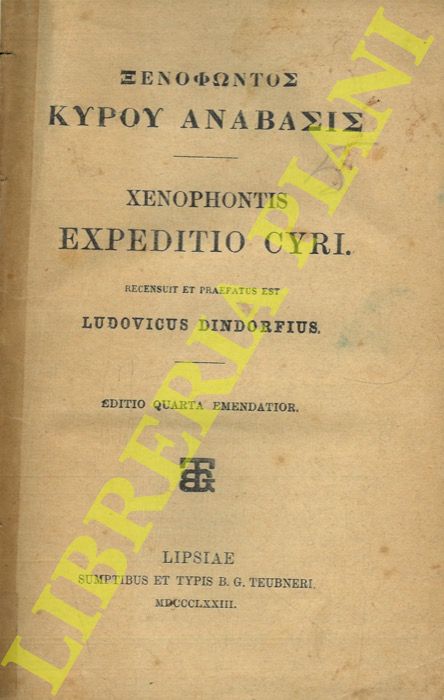 ΞΕΝΟΦΩΝΤΟΣ
ΚΥΡΟΥ ΑΝΑΒΑΣΙΣ
XENOPHONTIS
EXPEDITIO CYRI.
RECENSUIT ET PRAEFATUS EST
LUDOVICUS DINDORFIUS.
EDITIO QUARTA EMENDATIOR.
BTG
LIPSIAE
SUMPTIBUS ET TYPIS B. G. TEUBNERI.
MDCCCLXXIII.
LIBRERIA PIANI